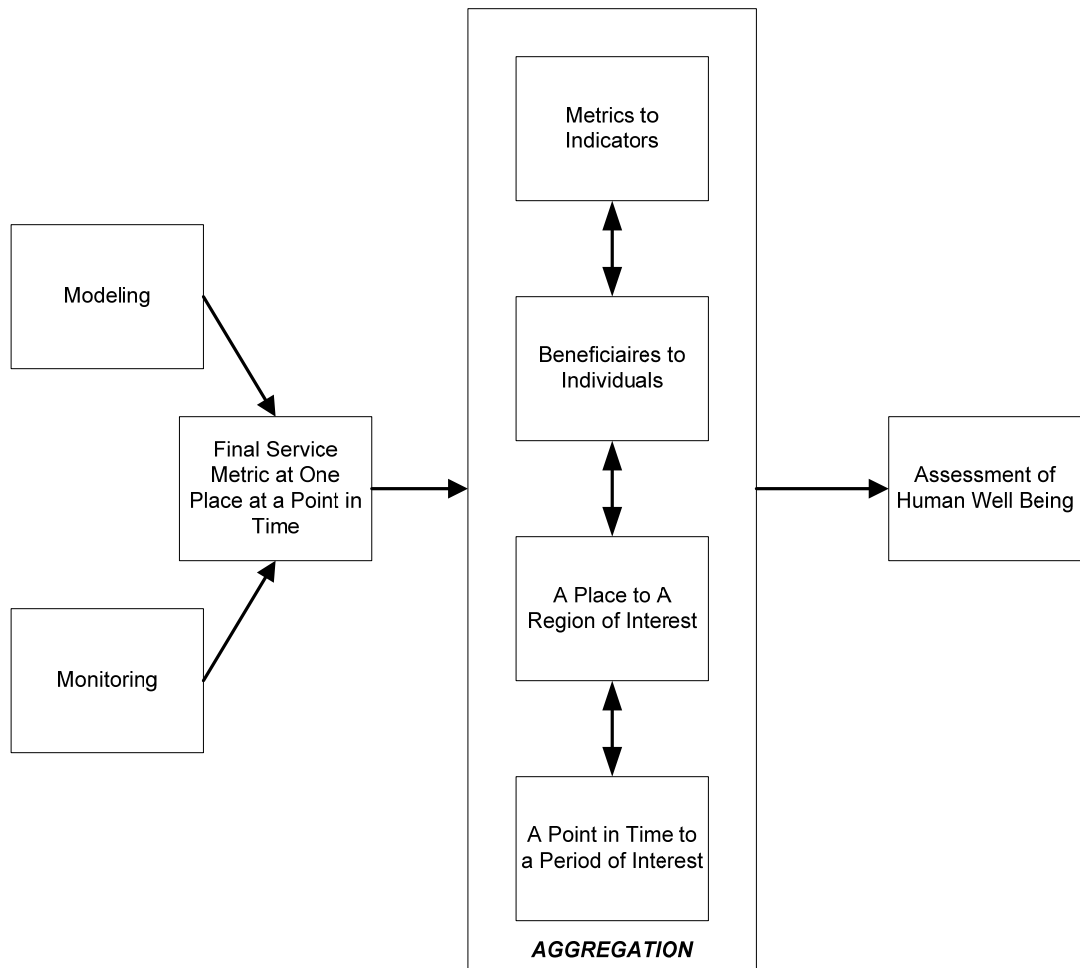 Modeling
Monitoring
Final Service
Metric at One
Place at a Point in
Time
Metrics to
Indicators
Beneficiaires to
Individuals
A Place to A
Region of Interest
A Point in Time to
a Period of Interest
AGGREGATION
Assessment of
Human Well Being